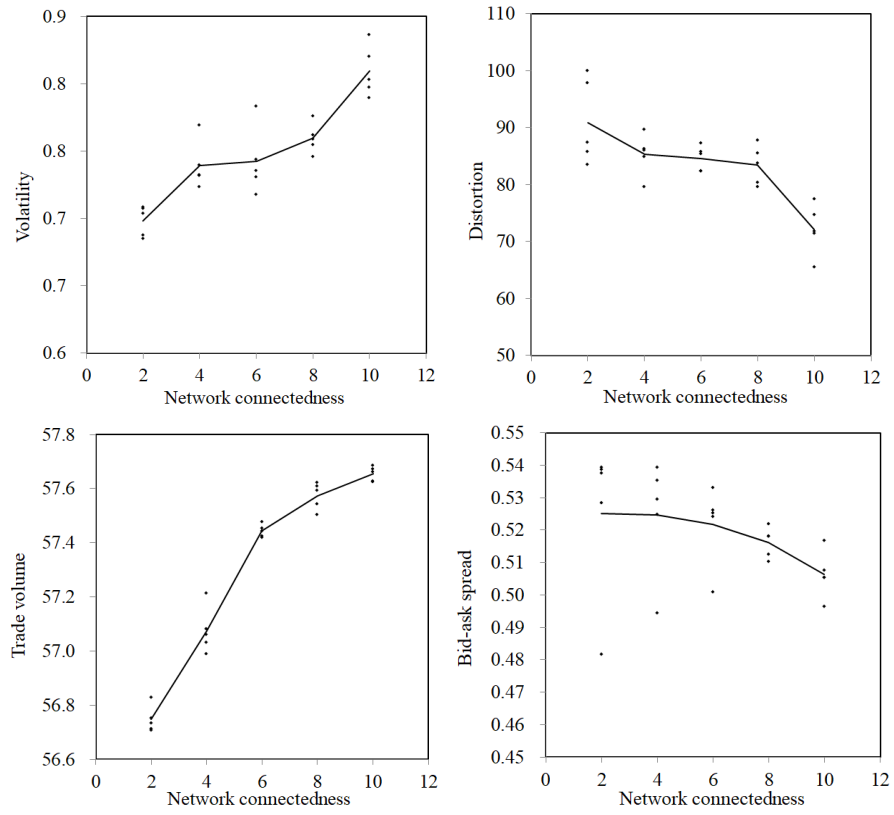 Volatility
0.9
0.8
0.8
0.7
0.7
0.6
0 2 4 6 8 10 12
Network connectedness
Distortion
100
90
80
70
60
50
0 2 4 6 8 10 12
Network connectedness
Trade volume
57.8
57.6
57.4
57.2
57.0
56.8
56.6
0 2 4 6 8 10 12
Network connectedness
Bid-ask spread
0.55
0.54
0.53
0.52
0.51
0.50
0.49
0.48
0.47
0.46
0.45
0 2 4 6 8 10 12
Network connectedness